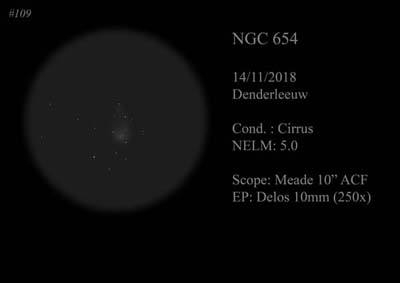 #109
NGC 654
14/11/2018
Denderleeuw
Cond. : Cirrus
NELM: 5.0
Scope: Meade 10” ACF
EP: Delos 10mm (250x)